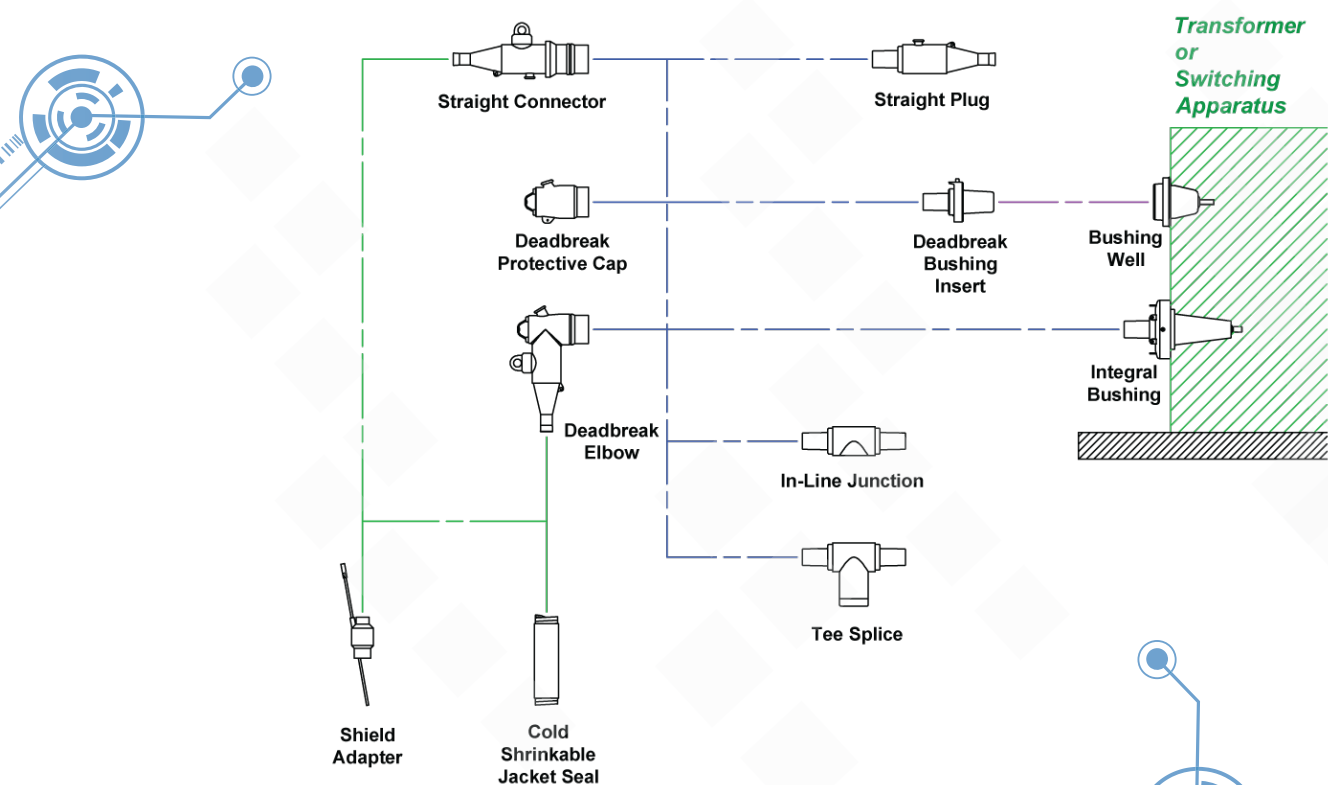 Transformer
or
Switching
Apparatus
Straight Connector
Straight Plug
Deadbreak
Protective Cap
Deadbreak
Bushing
Insert
Bushing
Well
Integral
Bushing
Deadbreak
Elbow
In-Line Junction
Tee Splice
Shield
Adapter
Cold
Shrinkable
Jacket Seal